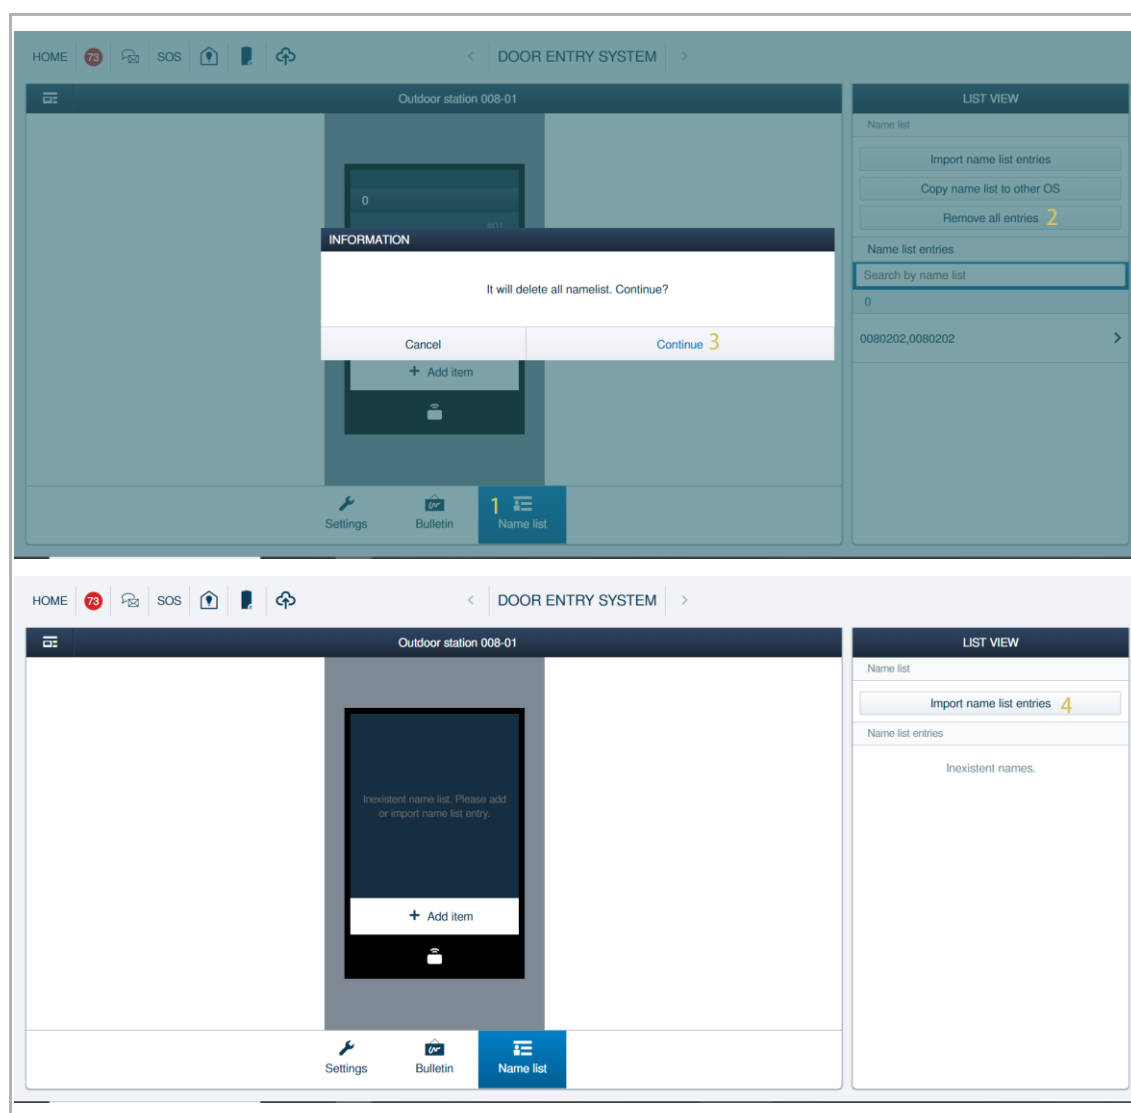 HOME 73 SOS DOOR ENTRY SYSTEM
Outdoor station 008-01
LIST VIEW
Name list
Import name list entries
Copy name list to other OS
Remove all entries 2
Name list entries
Search by name list
0
0080202,0080202
0
#01
INFORMATION
It will delete all namelist. Continue?
Cancel
Continue 3
+ Add item
Settings
Bulletin
1 Name list
HOME 73 SOS DOOR ENTRY SYSTEM
Outdoor station 008-01
LIST VIEW
Name list
Import name list entries 4
Name list entries
Inexistent names.
Inexistent name list. Please add
or import name list entry.
+ Add item
Settings
Bulletin
Name list